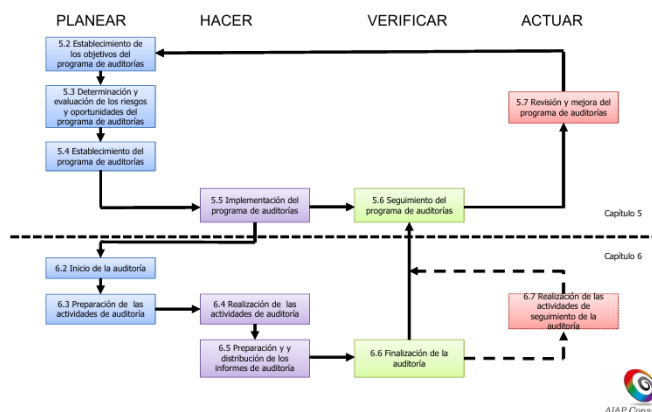 PLANEAR
HACER
VERIFICAR
ACTUAR
5.2 Establecimiento de
los objetivos del
programa de auditorías
5.3 Determinación y
evaluación de los riesgos
y oportunidades del
programa de auditorías
5.4 Establecimiento del
programa de auditorías
5.5 Implementación del
programa de auditorías
5.6 Seguimiento del
programa de auditorías
5.7 Revisión y mejora del
programa de auditorías
Capítulo 5
Capítulo 6
6.2 Inicio de la auditoría
6.3 Preparación de las
actividades de auditoría
6.4 Realización de las
actividades de auditoría
6.5 Preparación y y
distribución de los
informes de auditoría
6.6 Finalización de la
auditoría
6.7 Realización de las
actividades de
seguimiento de la
auditoría